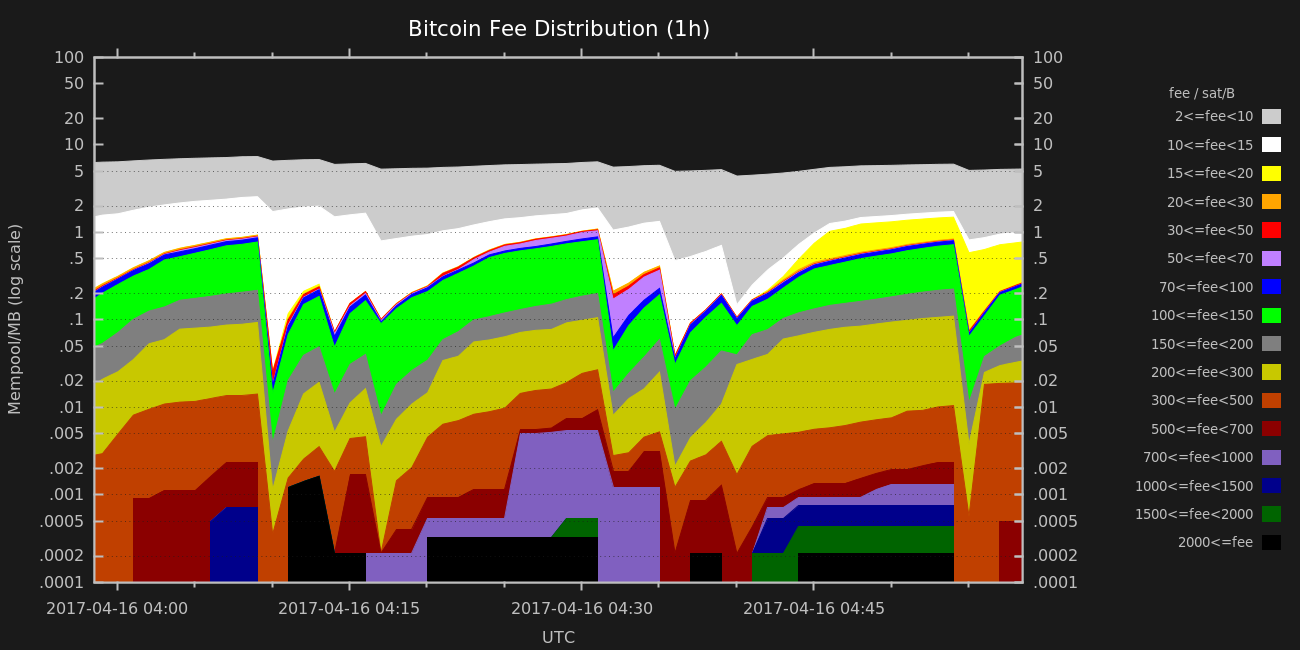 Bitcoin Fee Distribution (1h)
100 100
50 50
20 20
10 10
5 5
2 2
1 1
.5 .5
.2 .2
.1 .1
.05 .05
.02 .02
.01 .01
.005 .005
.002 .002
.001 .001
.0005 .0005
.0002 .0002
.0001 .0001
Mempool/MB (log scale)
2017-04-16 04:00 2017-04-16 04:15 2017-04-16 04:30 2017-04-16 04:45
UTC
fee / sat/B
2<=fee<10
10<=fee<15
15<=fee<20
20<=fee<30
30<=fee<50
50<=fee<70
70<=fee<100
100<=fee<150
150<=fee<200
200<=fee<300
300<=fee<500
500<=fee<700
700<=fee<1000
1000<=fee<1500
1500<=fee<2000
2000<=fee